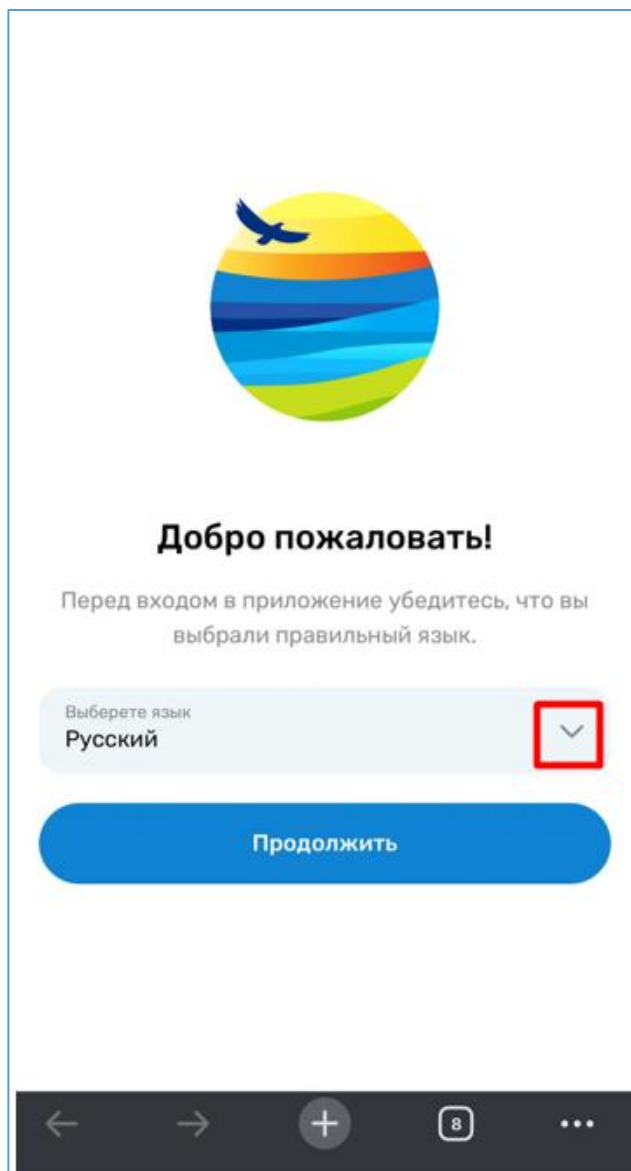 Добро пожаловать!
Перед входом в приложение убедитесь, что вы
выбрали правильный язык.
Выберете язык
Русский
Продолжить
8